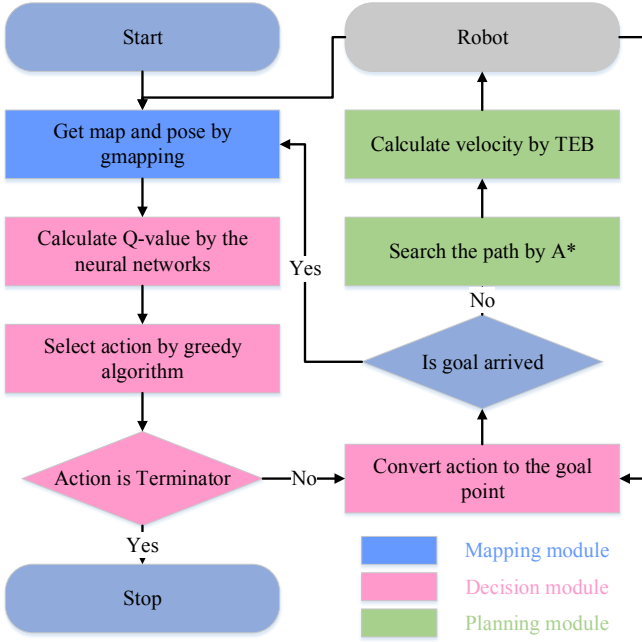 Start
Get map and pose by
gmapping
Calculate Q-value by the
neural networks
Select action by greedy
algorithm
Action is Terminator
Yes
Stop
No
Robot
Calculate velocity by TEB
Search the path by A*
No
Yes
Is goal arrived
Convert action to the goal
point
Mapping module
Decision module
Planning module